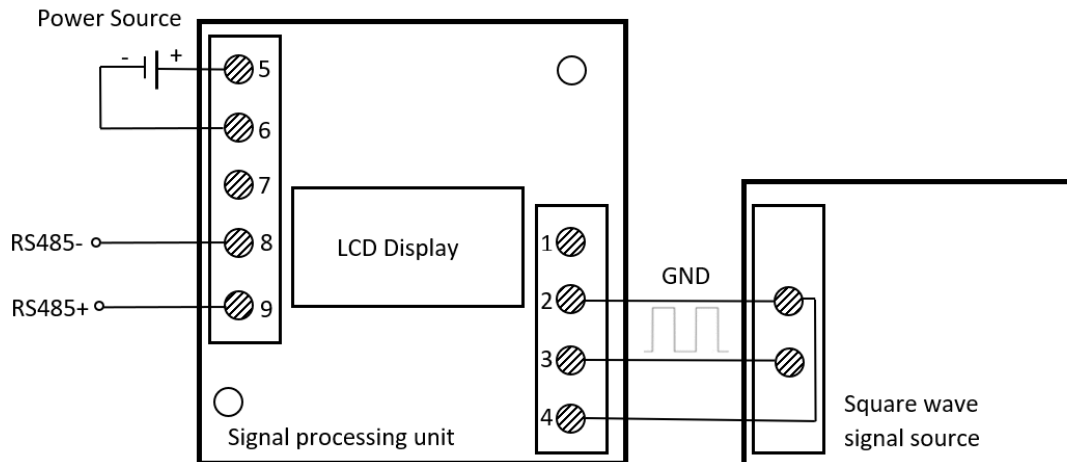 Power Source
- +
5
6
7
RS485- 8
RS485+ 9
LCD Display
1
GND
2
3
4
Signal processing unit
Square wave
signal source